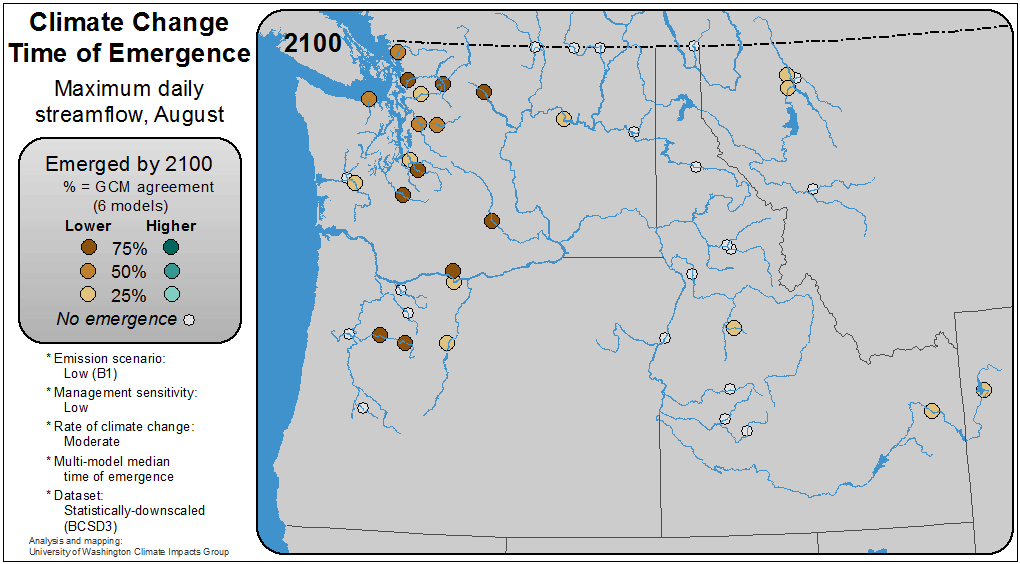 Climate Change
Time of Emergence
Maximum daily
streamflow, August
Emerged by 2100
% = GCM agreement
(6 models)
Lower Higher
75%
50%
25%
No emergence
* Emission scenario:
Low (B1)
* Management sensitivity:
Low
* Rate of climate change:
Moderate
* Multi-model median
time of emergence
* Dataset:
Statistically-downscaled
(BCSD3)
Analysis and mapping:
University of Washington Climate Impacts Group
2100